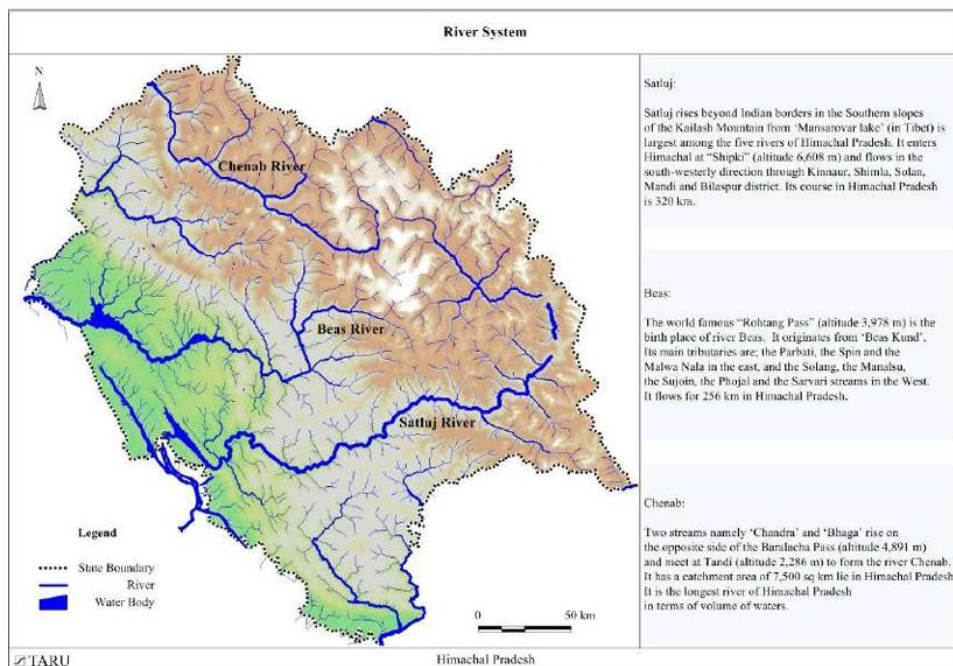 River System
N
Chenab River
Beas River
Satluj River
Legend
State Boundary
River
Water Body
0 50 km
Satluj:
Satluj rises beyond Indian borders in the Southern slopes
of the Kailash Mountain from ‘Mansarovar lake’ (in Tibet) is
largest among the five rivers of Himachal Pradesh. It enters
Himachal at “Shipki” (altitude 6,608 m) and flows in the
south-westerly direction through Kinnaur, Shimla, Solan,
Mandi and Bilaspur district. Its course in Himachal Pradesh
is 320 km.
Beas:
The world famous “Rohtang Pass” (altitude 3,978 m) is the
birth place of river Beas. It originates from ‘Beas Kund’.
Its main tributaries are; the Parbati, the Spin and the
Malwa Nala in the east, and the Solang, the Manalsu,
the Sujoin, the Phojal and the Sarvari streams in the West.
It flows for 256 km in Himachal Pradesh.
Chenab:
Two streams namely ‘Chandra’ and ‘Bhaga’ rise on
the opposite side of the Baralacha Pass (altitude 4,891 m)
and meet at Tandi (altitude 2,286 m) to form the river Chenab.
It has a catchment area of 7,500 sq km lie in Himachal Pradesh
It is the longest river of Himachal Pradesh
in terms of volume of waters.
TARU
Himachal Pradesh